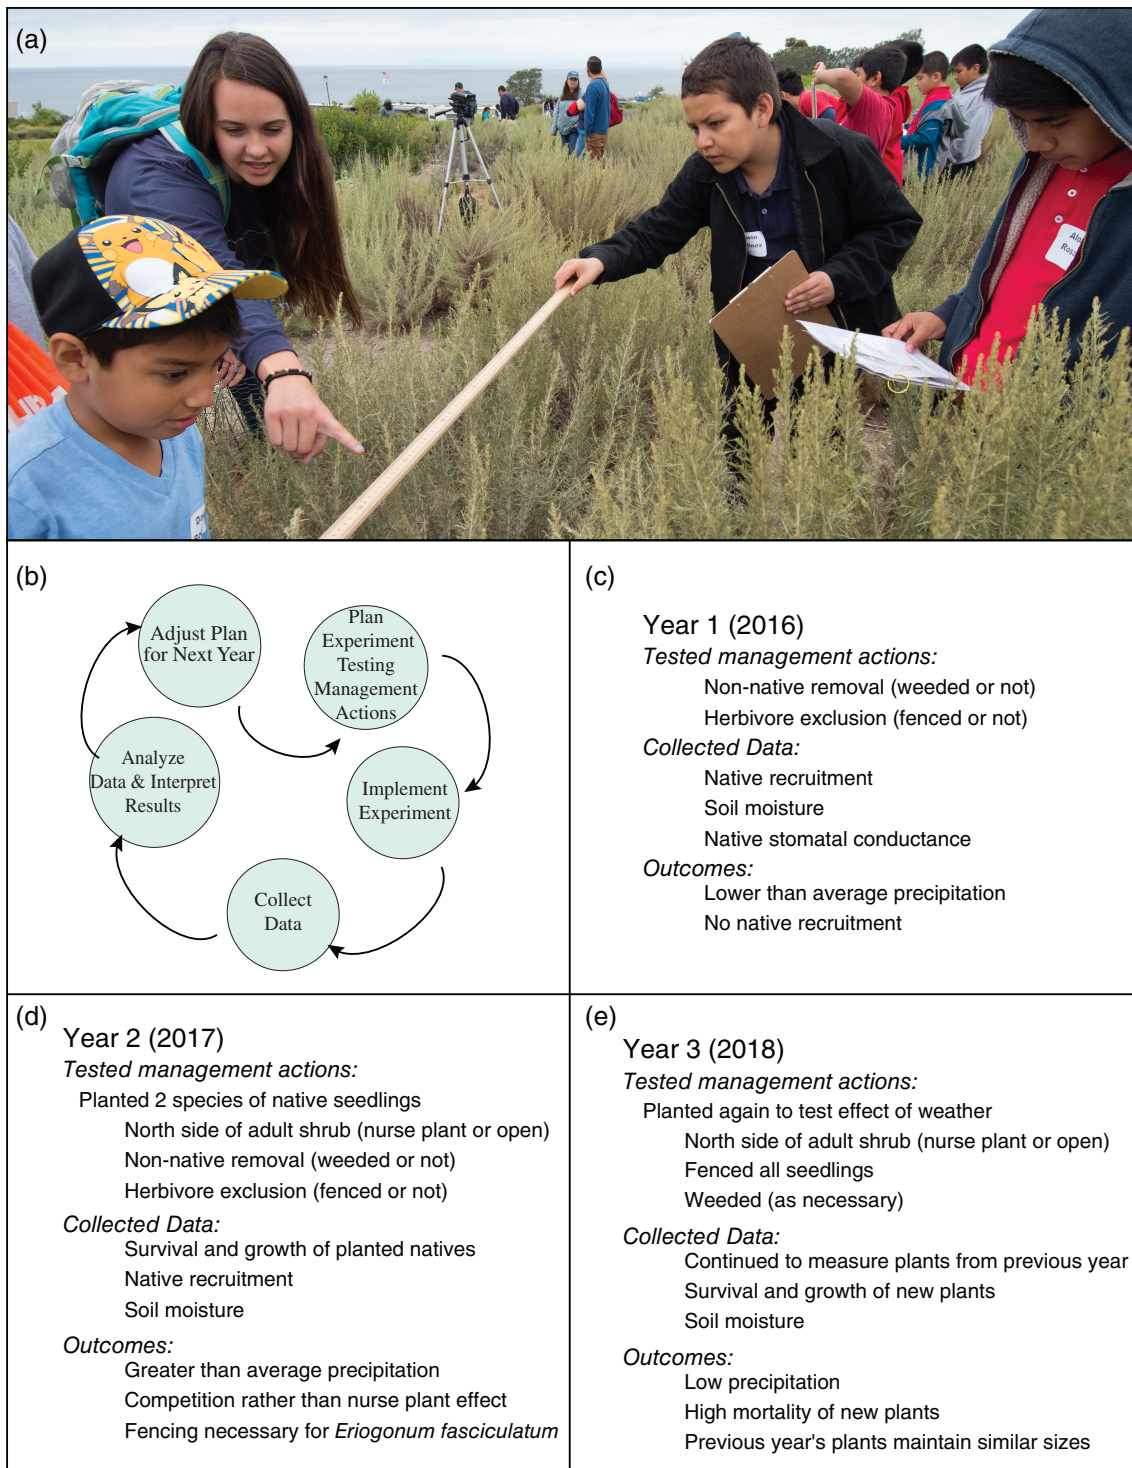 (a)
(b)
Adjust Plan
for Next Year
Plan
Experiment
Testing
Management
Actions
Analyze
Data & Interpret
Results
Implement
Experiment
Collect
Data
(c)
Year 1 (2016)
Tested management actions:
Non-native removal (weeded or not)
Herbivore exclusion (fenced or not)
Collected Data:
Native recruitment
Soil moisture
Native stomatal conductance
Outcomes:
Lower than average precipitation
No native recruitment
(d)
Year 2 (2017)
Tested management actions:
Planted 2 species of native seedlings
North side of adult shrub (nurse plant or open)
Non-native removal (weeded or not)
Herbivore exclusion (fenced or not)
Collected Data:
Survival and growth of planted natives
Native recruitment
Soil moisture
Outcomes:
Greater than average precipitation
Competition rather than nurse plant effect
Fencing necessary for Eriogonum fasciculatum
(e)
Year 3 (2018)
Tested management actions:
Planted again to test effect of weather
North side of adult shrub (nurse plant or open)
Fenced all seedlings
Weeded (as necessary)
Collected Data:
Continued to measure plants from previous year
Survival and growth of new plants
Soil moisture
Outcomes:
Low precipitation
High mortality of new plants
Previous year's plants maintain similar sizes